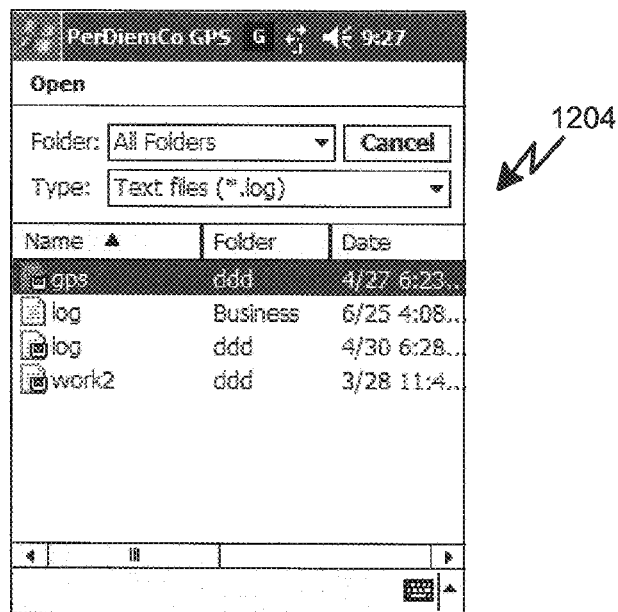 PerDiemCo GPS G 9:27
Open
1204
Folder: All Folders Cancel
Type: Text files (*.log)
Name Folder Date
gps ddd 4/27 6:23...
log Business 6/25 4:08...
log ddd 4/30 6:28...
work2 ddd 3/28 11:4...